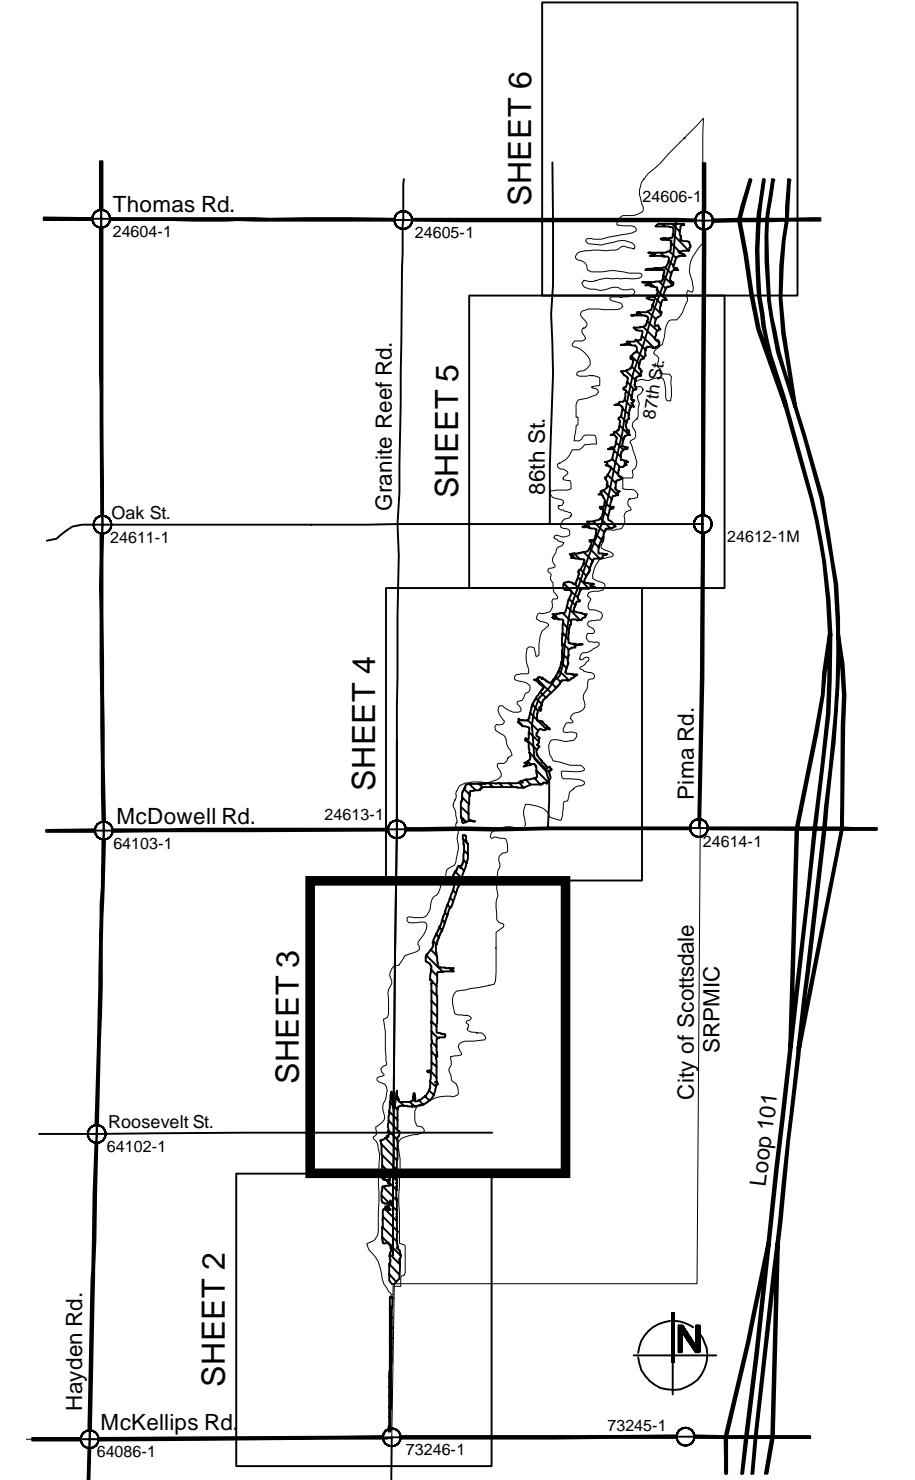 SHEET 6
24606-1
Thomas Rd.
24604-1
24605-1
Granite Reef Rd.
SHEET 5
87th St.
86th St.
Oak St.
24611-1
24612-1M
SHEET 4
Pima Rd.
McDowell Rd.
24613-1
64103-1
24614-1
SHEET 3
City of Scottsdale
SRPMIC
Loop 101
Roosevelt St.
64102-1
SHEET 2
Hayden Rd.
N
McKellips Rd.
64086-1
73246-1
73245-1